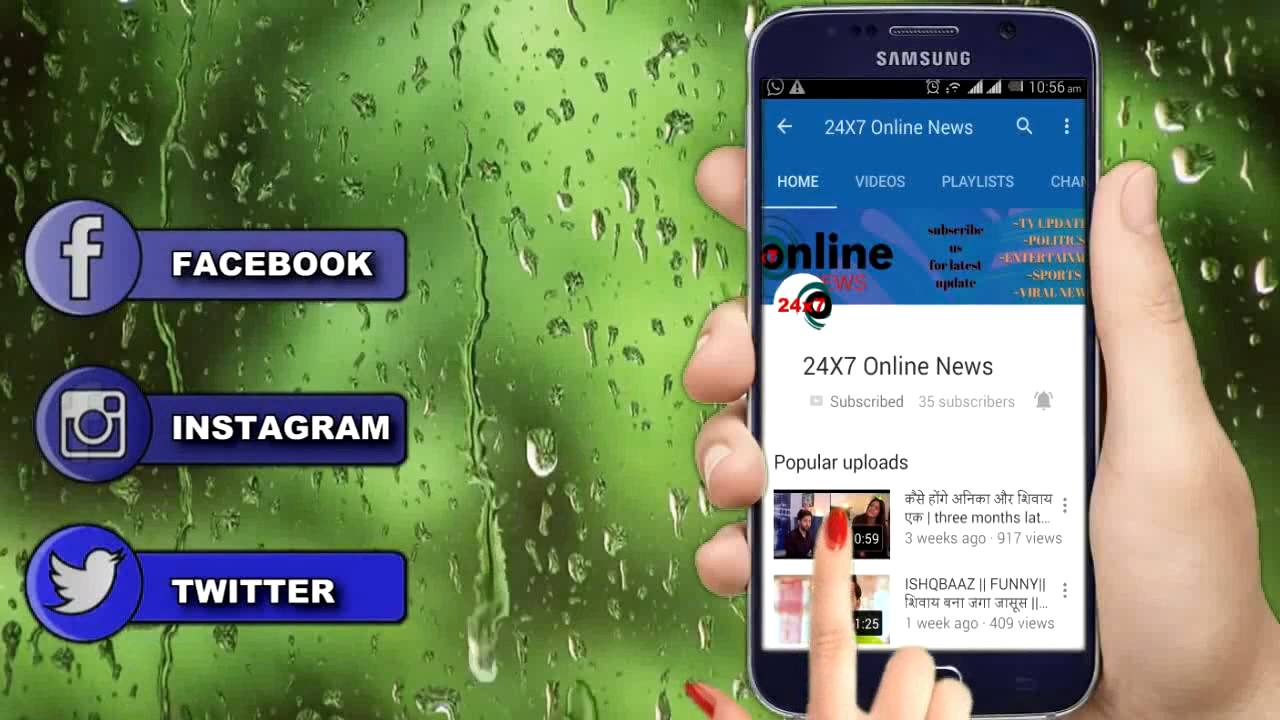 FACEBOOK
INSTAGRAM
TWITTER
SAMSUNG
10:56 am
24X7 Online News
HOME VIDEOS PLAYLISTS CHAN
online
NEWS
24x7
subscribe
us
for latest
update
-TV UPDATE
-POLITICS
-ENTERTAINM
-SPORTS
-VIRAL NEW
24X7 Online News
Subscribed 35 subscribers
Popular uploads
0:59
कैसे होंगे अनिका और शिवाय
एक | three months lat...
3 weeks ago · 917 views
1:25
ISHQBAAZ || FUNNY||
शिवाय बना जगा जासूस ||...
1 week ago · 409 views